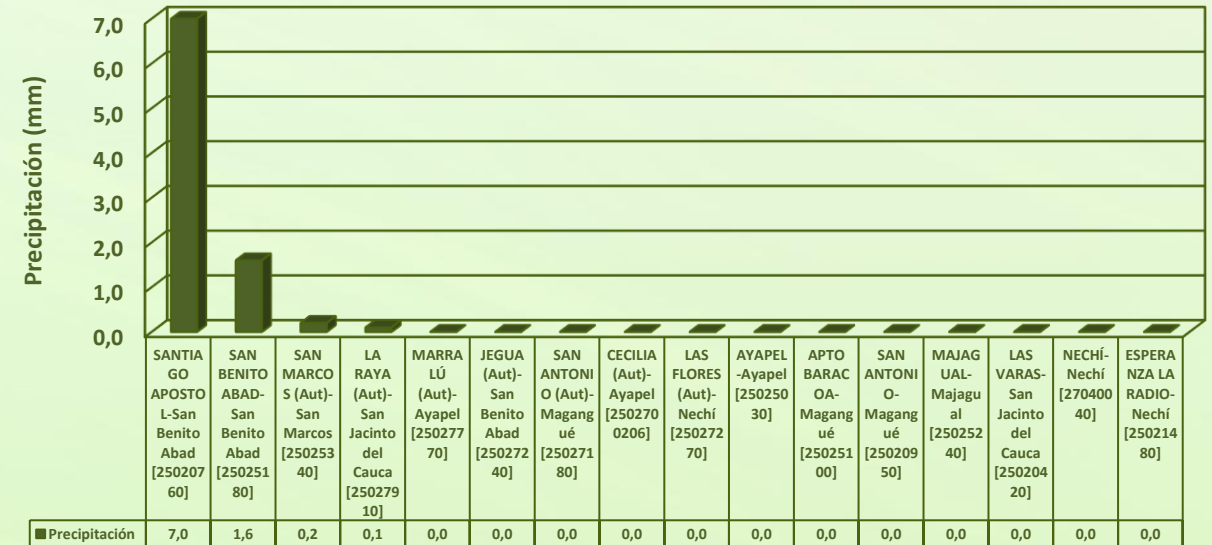 Precipitación (mm)
7,0
6,0
5,0
4,0
3,0
2,0
1,0
0,0
SANTIA
GO
APOSTO
L-San
Benito
Abad
[250207
60]
SAN
BENITO
ABAD-
San
Benito
Abad
[250251
80]
SAN
MARCO
S (Aut)-
San
Marcos
[250253
40]
LA
RAYA
(Aut)-
San
Jacinto
del
Cauca
[250279
10]
MARRA
LÚ
(Aut)-
Ayapel
[250277
70]
JEGUA
(Aut)-
San
Benito
Abad
[250272
40]
SAN
ANTONI
O (Aut)-
Magang
ué
[250271
80]
CECILIA
(Aut)-
Ayapel
[250270
0206]
LAS
FLORES
(Aut)-
Nechí
[250272
70]
AYAPEL
-Ayapel
[250250
30]
APTO
BARAC
OA-
Magang
ué
[250251
00]
SAN
ANTONI
O-
Magang
ué
[250209
50]
MAJAG
UAL-
Majagu
al
[250252
40]
LAS
VARAS-
San
Jacinto
del
Cauca
[250204
20]
NECHÍ-
Nechí
[270400
40]
ESPERA
NZA LA
RADIO-
Nechí
[250214
80]
Precipitación 7,0 1,6 0,2 0,1 0,0 0,0 0,0 0,0 0,0 0,0 0,0 0,0 0,0 0,0 0,0 0,0